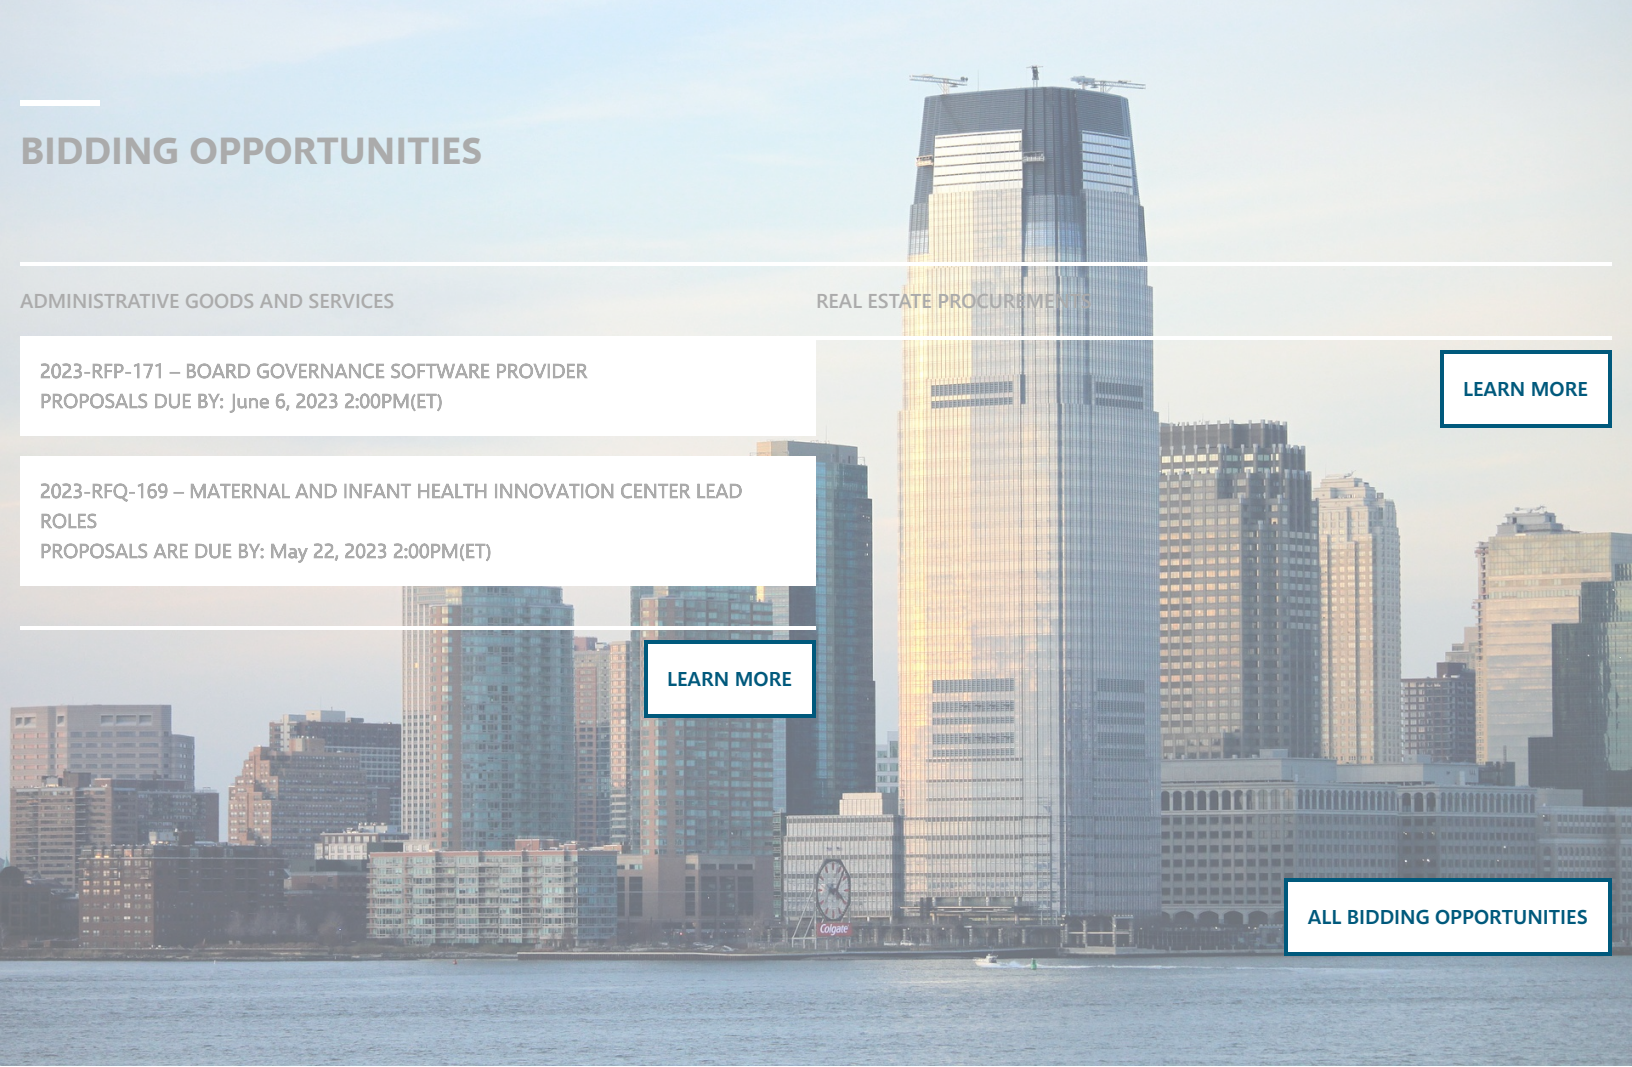 BIDDING OPPORTUNITIES
ADMINISTRATIVE GOODS AND SERVICES
2023-RFP-171 – BOARD GOVERNANCE SOFTWARE PROVIDER
PROPOSALS DUE BY: June 6, 2023 2:00PM(ET)
2023-RFQ-169 – MATERNAL AND INFANT HEALTH INNOVATION CENTER LEAD
ROLES
PROPOSALS ARE DUE BY: May 22, 2023 2:00PM(ET)
LEARN MORE
REAL ESTATE PROCUREMENTS
LEARN MORE
Colgate
ALL BIDDING OPPORTUNITIES